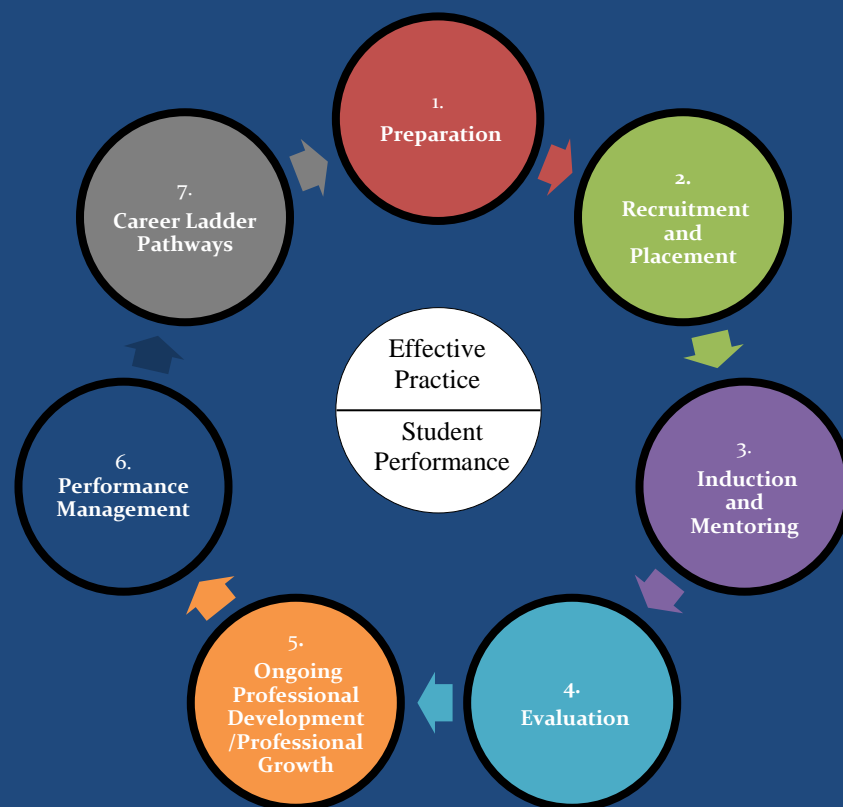 1.
Preparation
2.
Recruitment
and
Placement
3.
Induction
and
Mentoring
4.
Evaluation
5.
Ongoing
Professional
Development
/Professional
Growth
6.
Performance
Management
7.
Career Ladder
Pathways
Effective
Practice
Student
Performance